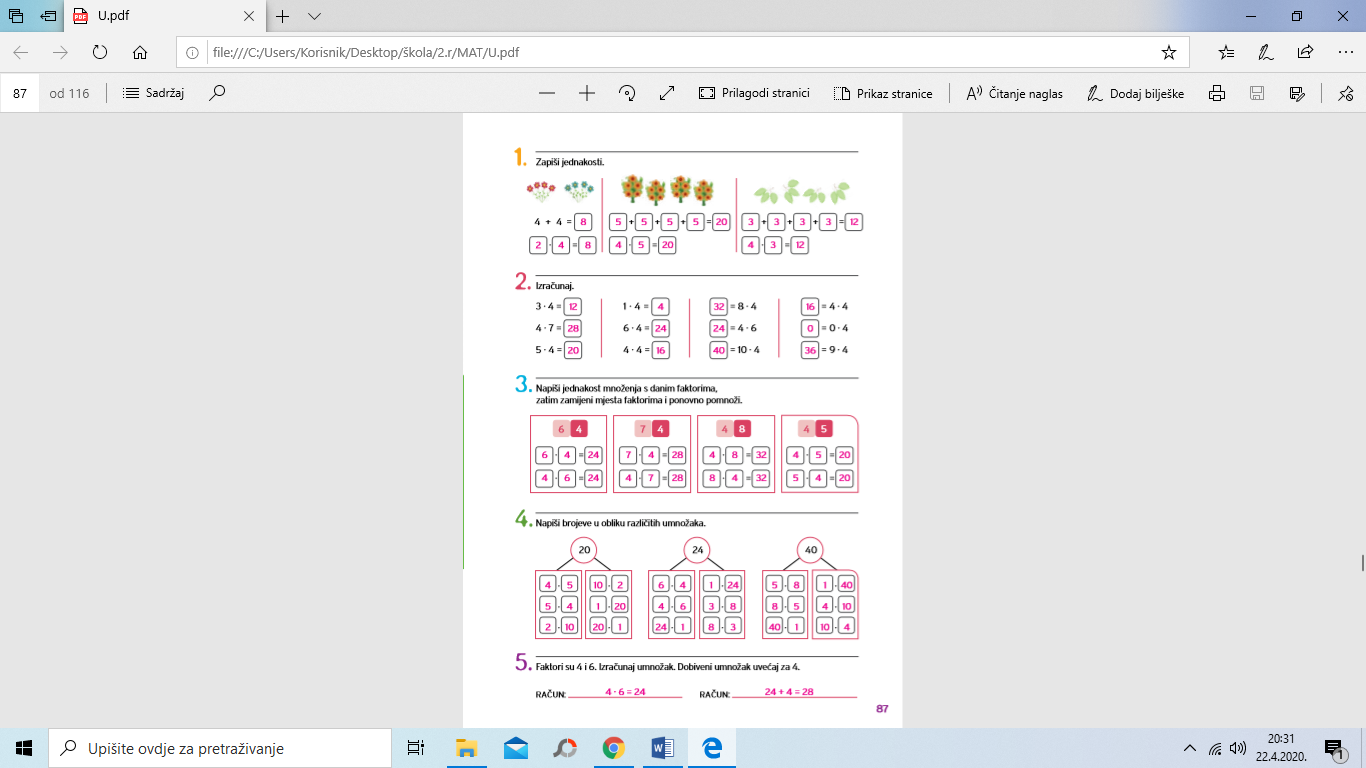 U.pdf
file:///C:/Users/Korisnik/Desktop/škola/2.r/MAT/U.pdf
87 od 116 Sadržaj Prilagodi stranici Prikaz stranice Čitanje naglas Dodaj bilješke
1. Zapiši jednakosti.
4 + 4 = 8 5 + 5 + 5 + 5 = 20 3 + 3 + 3 + 3 = 12
2 · 4 = 8 4 · 5 = 20 4 · 3 = 12
2. Izračunaj.
3 · 4 = 12 1 · 4 = 4 32 = 8 · 4 16 = 4 · 4
4 · 7 = 28 6 · 4 = 24 24 = 4 · 6 0 = 0 · 4
5 · 4 = 20 4 · 4 = 16 40 = 10 · 4 36 = 9 · 4
3. Napiši jednakost množenja s danim faktorima,
zatim zamijeni mjesta faktorima i ponovno pomnoži.
6 4 7 4 4 8 4 5
6 · 4 = 24 7 · 4 = 28 4 · 8 = 32 4 · 5 = 20
4 · 6 = 24 4 · 7 = 28 8 · 4 = 32 5 · 4 = 20
4. Napiši brojeve u obliku različitih umnožaka.
20 24 40
4 · 5 10 · 2 6 · 4 1 · 24 5 · 8 1 · 40
5 · 4 1 · 20 4 · 6 3 · 8 8 · 5 4 · 10
2 · 10 20 · 1 24 · 1 8 · 3 40 · 1 10 · 4
5. Faktori su 4 i 6. Izračunaj umnožak. Dobiveni umnožak uvećaj za 4.
RAČUN: 4 · 6 = 24 RAČUN: 24 + 4 = 28
87
Upišite ovdje za pretraživanje
20:31
22.4.2020.
1